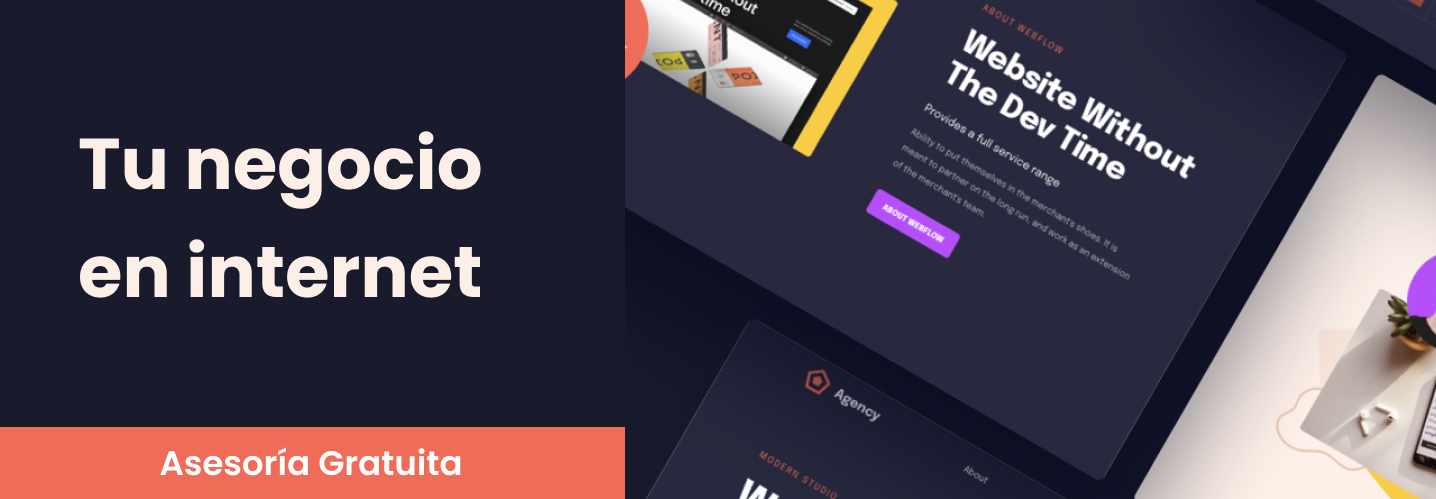 Tu negocio
en internet
Asesoría Gratuita
ABOUT WEBFLOW
Website Without
The Dev Time
Provides a full service range
Ability to put themselves in the merchant's shoes. It is
meant to partner on the long run, and work as an extension
of the merchant's team.
ABOUT WEBFLOW
Agency
About
MODERN STUDIO